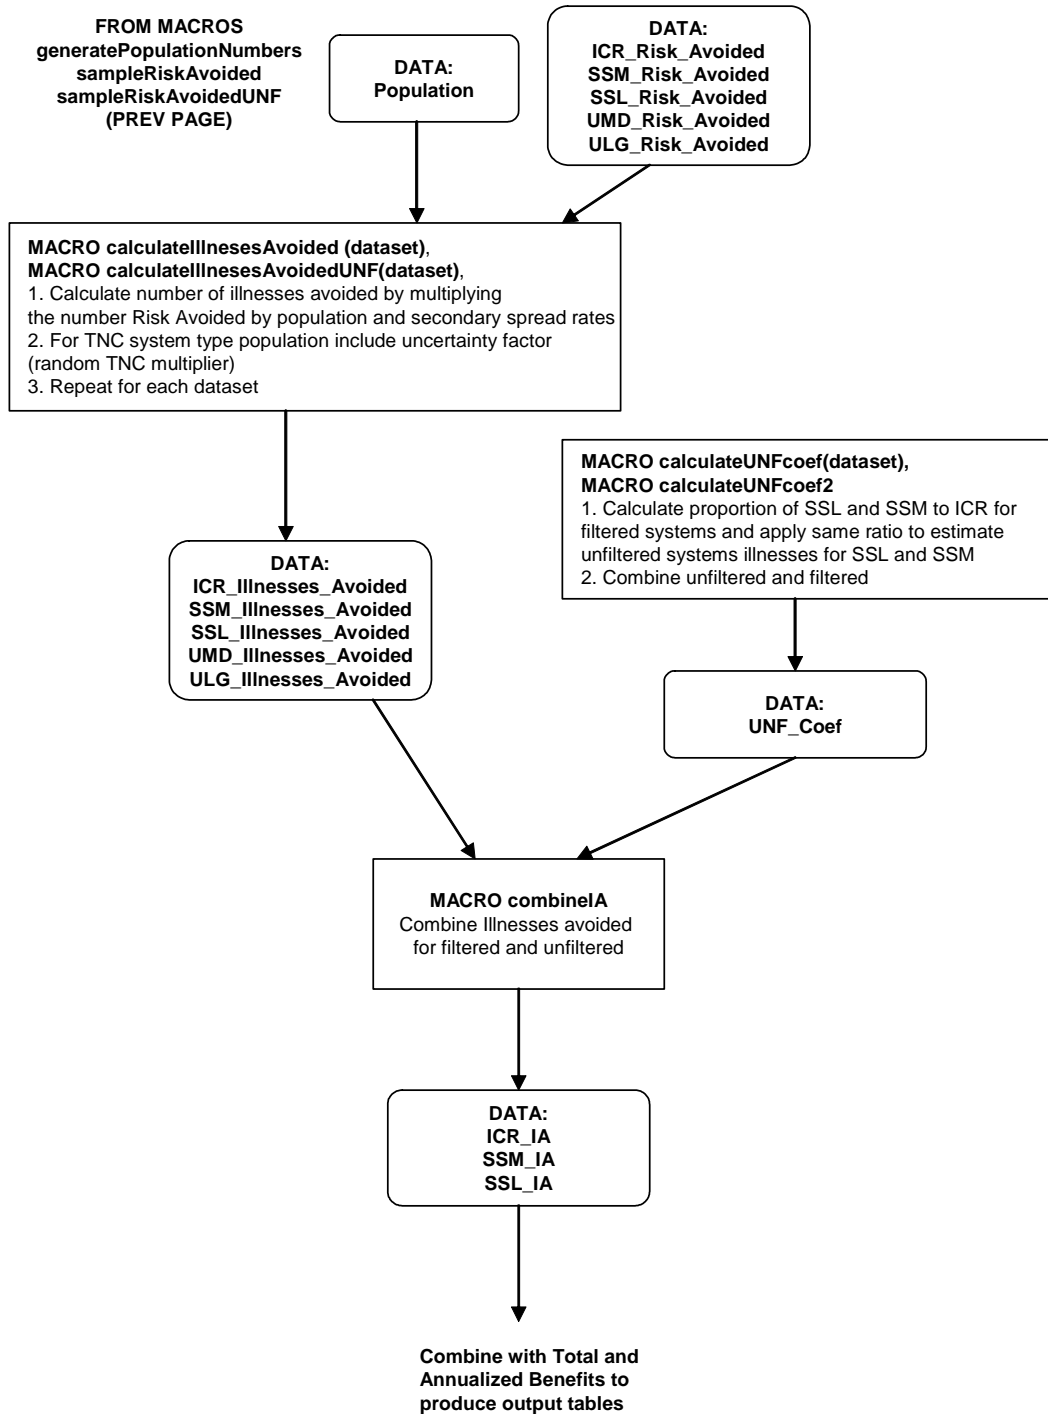 FROM MACROS
generatePopulationNumbers
sampleRiskAvoided
sampleRiskAvoidedUNF
(PREV PAGE)
DATA:
Population
DATA:
ICR_Risk_Avoided
SSM_Risk_Avoided
SSL_Risk_Avoided
UMD_Risk_Avoided
ULG_Risk_Avoided
MACRO calculateIllnesesAvoided (dataset),
MACRO calculateIllnesesAvoidedUNF(dataset),
1. Calculate number of illnesses avoided by multiplying
the number Risk Avoided by population and secondary spread rates
2. For TNC system type population include uncertainty factor
(random TNC multiplier)
3. Repeat for each dataset
MACRO calculateUNFcoef(dataset),
MACRO calculateUNFcoef2
1. Calculate proportion of SSL and SSM to ICR for
filtered systems and apply same ratio to estimate
unfiltered systems illnesses for SSL and SSM
2. Combine unfiltered and filtered
DATA:
ICR_Illnesses_Avoided
SSM_Illnesses_Avoided
SSL_Illnesses_Avoided
UMD_Illnesses_Avoided
ULG_Illnesses_Avoided
DATA:
UNF_Coef
MACRO combineIA
Combine Illnesses avoided
for filtered and unfiltered
DATA:
ICR_IA
SSM_IA
SSL_IA
Combine with Total and
Annualized Benefits to
produce output tables